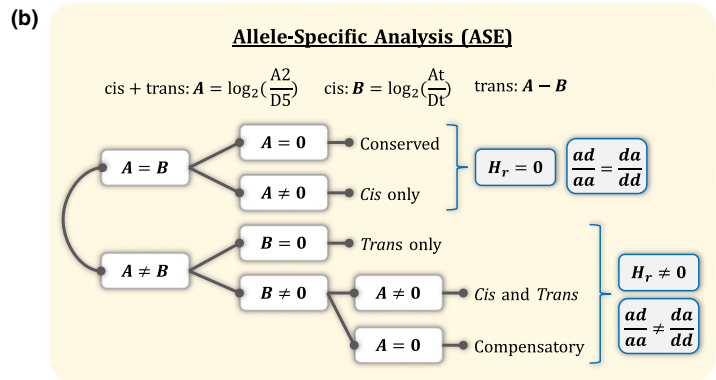 (b)
Allele-Specific Analysis (ASE)
cis + trans: A = log₂(A2/D5) cis: B = log₂(At/Dt) trans: A − B
A = B
A = 0
Conserved
A ≠ 0
Cis only
H_r = 0
ad/aa = da/dd
A ≠ B
B = 0
Trans only
B ≠ 0
A ≠ 0
Cis and Trans
A = 0
Compensatory
H_r ≠ 0
ad/aa ≠ da/dd